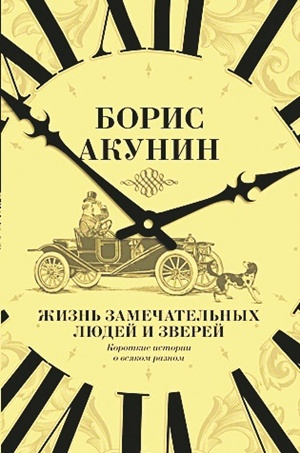 БОРИС
АКУНИН
ЖИЗНЬ ЗАМЕЧАТЕЛЬНЫХ
ЛЮДЕЙ И ЗВЕРЕЙ
Короткие истории
о всяком разном